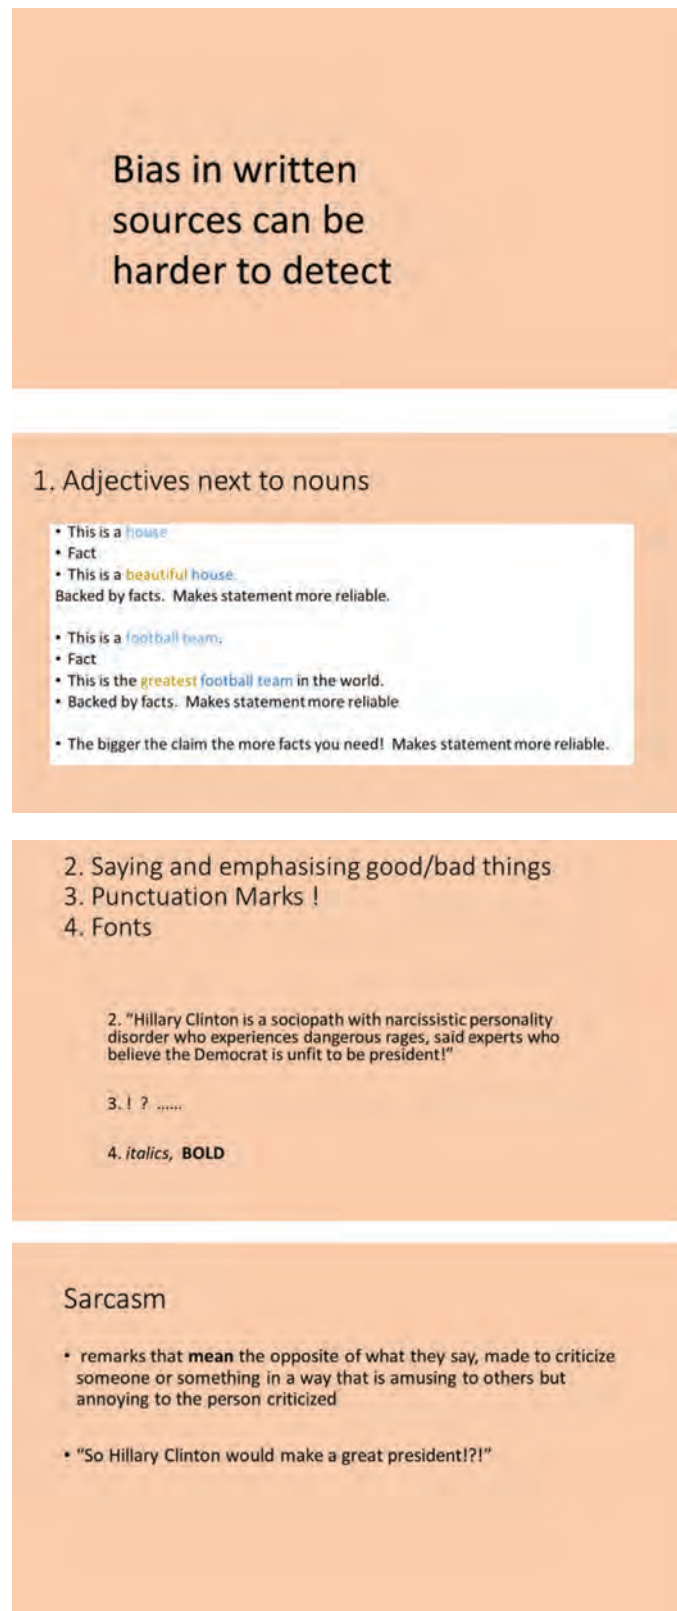 Bias in written
sources can be
harder to detect
1. Adjectives next to nouns
• This is a house
• Fact
• This is a beautiful house.
Backed by facts.  Makes statement more reliable.
• This is a football team.
• Fact
• This is the greatest football team in the world.
• Backed by facts.  Makes statement more reliable
• The bigger the claim the more facts you need!  Makes statement more reliable.
2. Saying and emphasising good/bad things
3. Punctuation Marks !
4. Fonts
2. “Hillary Clinton is a sociopath with narcissistic personality
disorder who experiences dangerous rages, said experts who
believe the Democrat is unfit to be president!”
3. !  ?  ......
4. italics,  BOLD
Sarcasm
• remarks that mean the opposite of what they say, made to criticize
someone or something in a way that is amusing to others but
annoying to the person criticized
• “So Hillary Clinton would make a great president!?!”